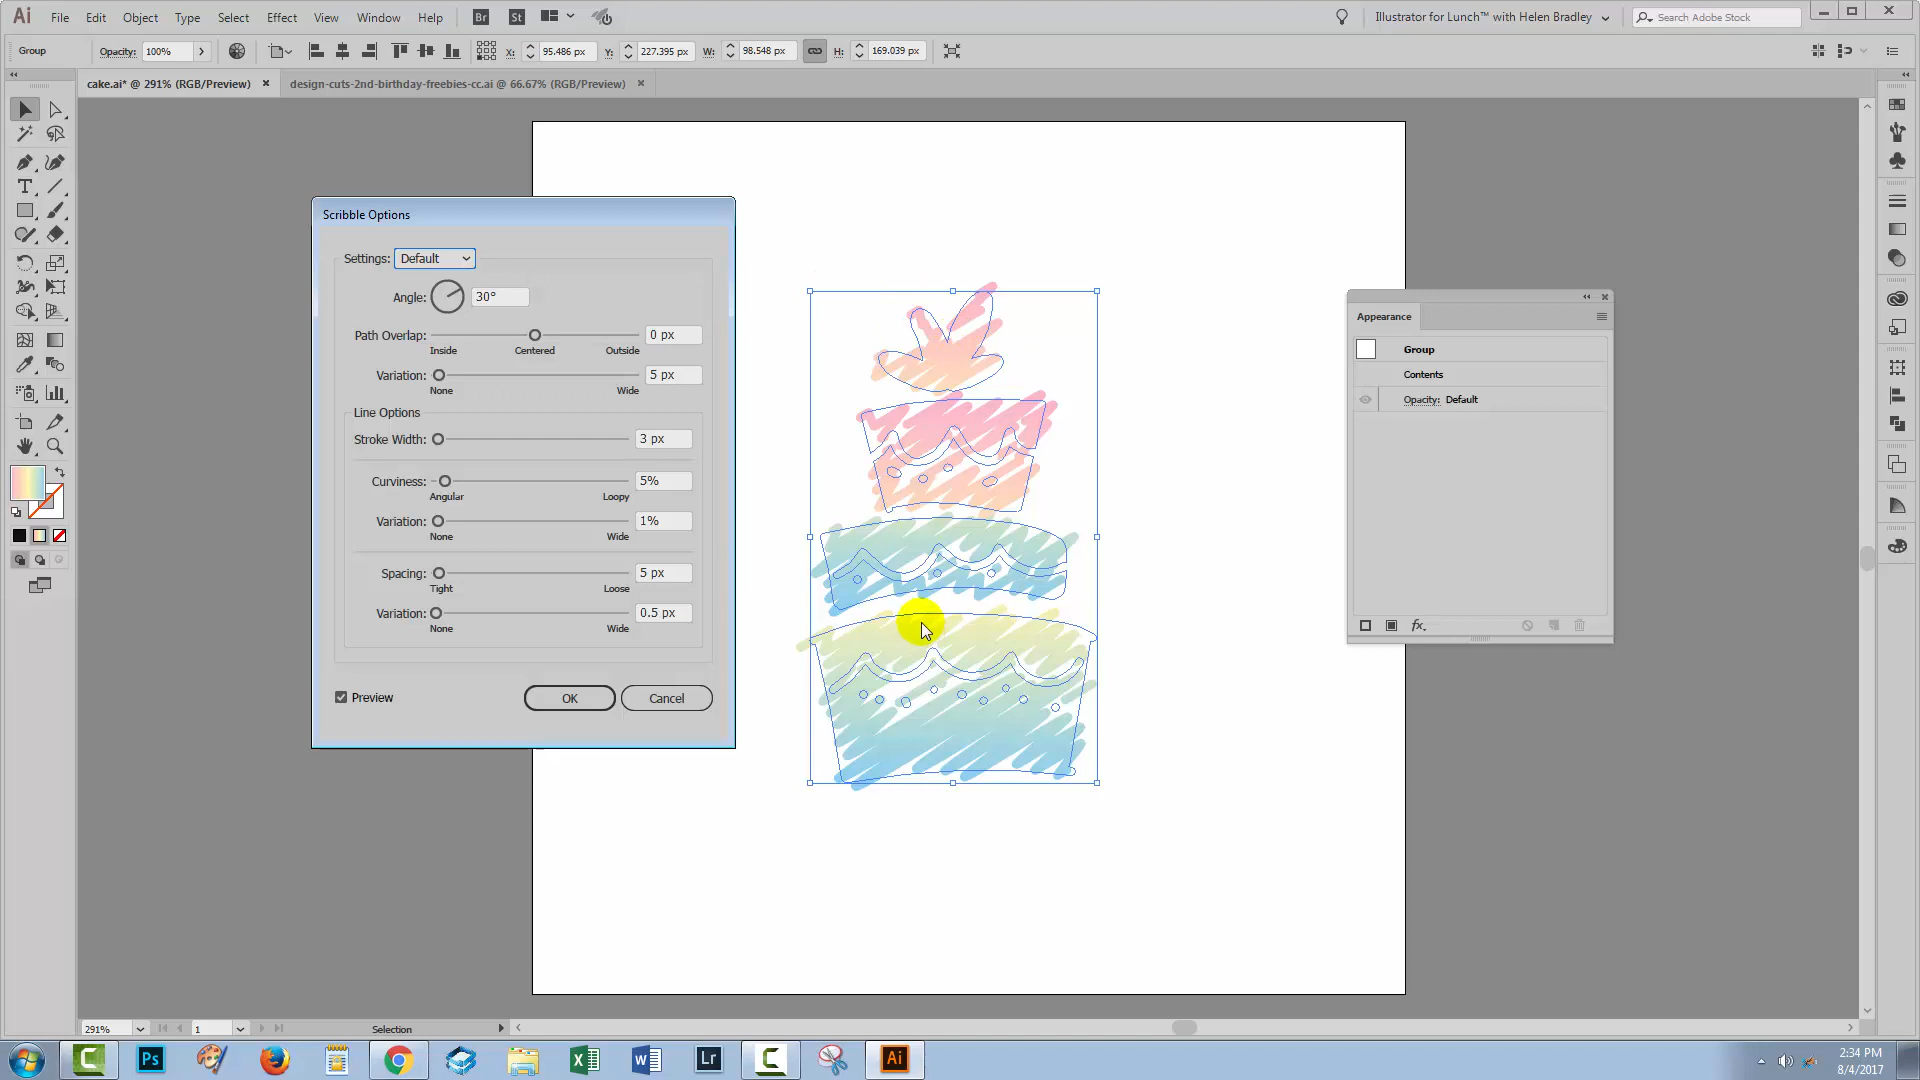 Ai File Edit Object Type Select Effect View Window Help Br St Illustrator for Lunch™ with Helen Bradley Search Adobe Stock
Group Opacity: 100% X: 95.486 px Y: 227.395 px W: 98.548 px H: 169.039 px
cake.ai* @ 291% (RGB/Preview) design-cuts-2nd-birthday-freebies-cc.ai @ 66.67% (RGB/Preview)
Scribble Options
Settings: Default
Angle: 30°
Path Overlap: 0 px
Inside Centered Outside
Variation: 5 px
None Wide
Line Options
Stroke Width: 3 px
Curviness: 5%
Angular Loopy
Variation: 1%
None Wide
Spacing: 5 px
Tight Loose
Variation: 0.5 px
None Wide
Preview OK Cancel
Appearance
Group
Contents
Opacity: Default
fx.
291% 1 Selection
Ps W Lr C Ai
2:34 PM
8/4/2017